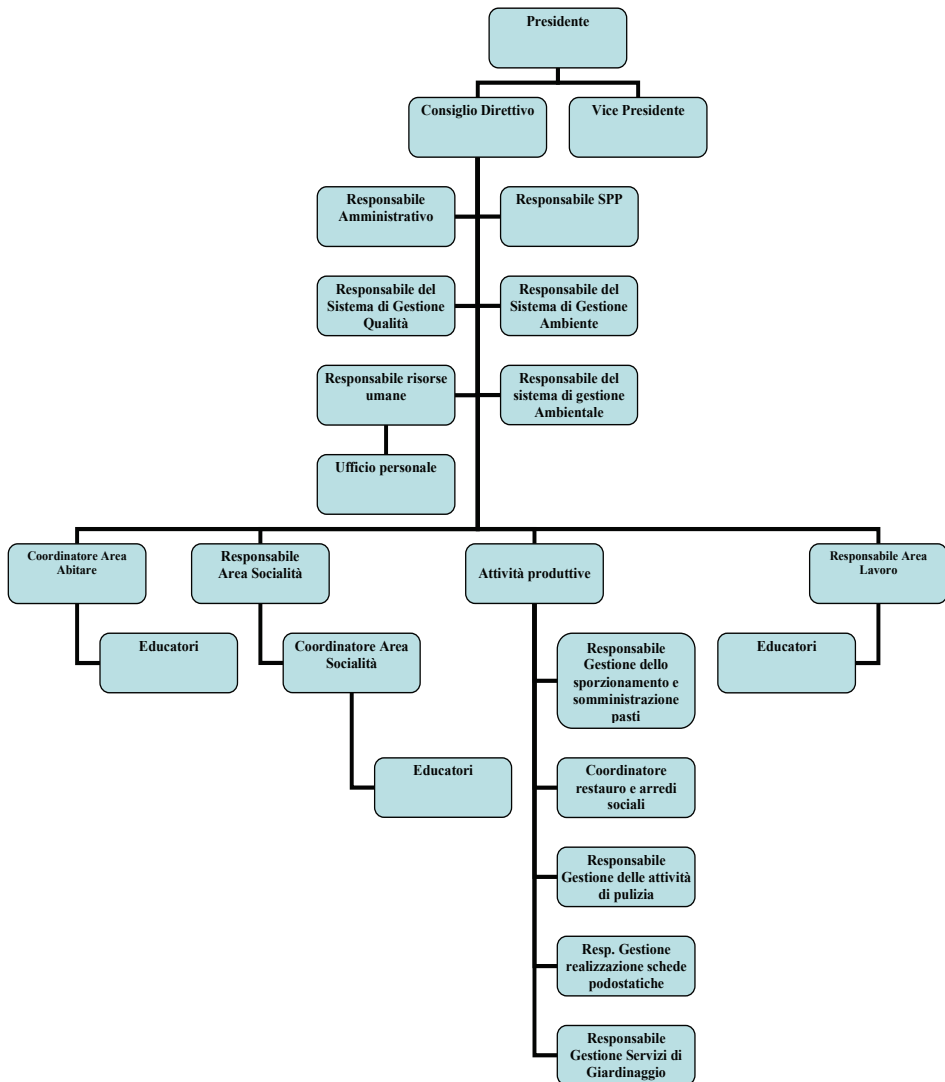 Presidente
Consiglio Direttivo
Vice Presidente
Responsabile
Amministrativo
Responsabile SPP
Responsabile del
Sistema di Gestione
Qualità
Responsabile del
Sistema di Gestione
Ambiente
Responsabile risorse
umane
Responsabile del
sistema di gestione
Ambientale
Ufficio personale
Coordinatore Area
Abitare
Responsabile
Area Socialità
Attività produttive
Responsabile Area
Lavoro
Educatori
Coordinatore Area
Socialità
Responsabile
Gestione dello
sporzionamento e
somministrazione
pasti
Educatori
Educatori
Coordinatore
restauro e arredi
sociali
Responsabile
Gestione delle attività
di pulizia
Resp. Gestione
realizzazione schede
podostatiche
Responsabile
Gestione Servizi di
Giardinaggio